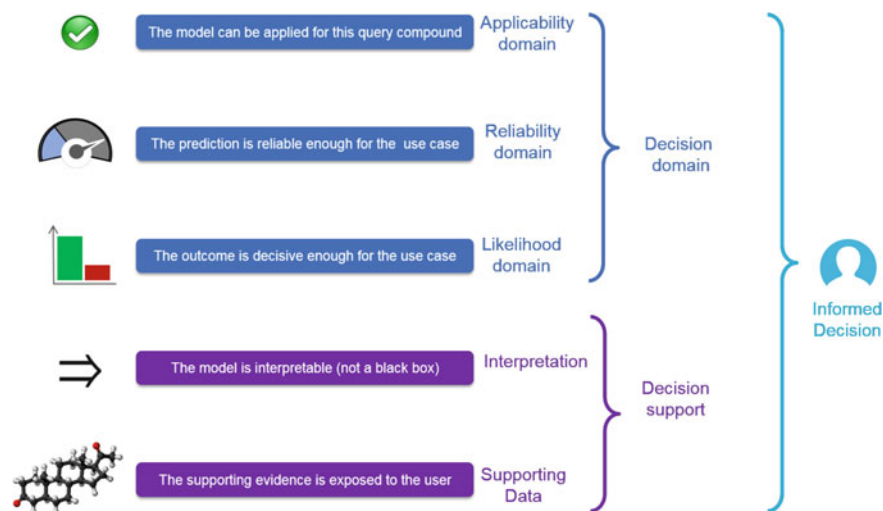 The model can be applied for this query compound
Applicability
domain
The prediction is reliable enough for the  use case
Reliability
domain
Decision
domain
The outcome is decisive enough for the use case
Likelihood
domain
Informed
Decision
The model is interpretable (not a black box)
Interpretation
Decision
support
The supporting evidence is exposed to the user
Supporting
Data